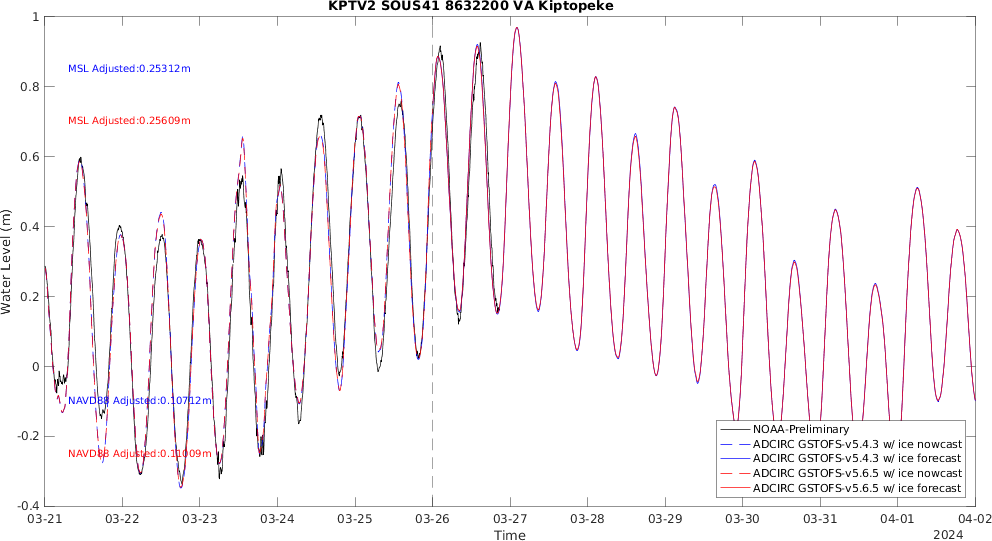 KPTV2 SOUS41 8632200 VA Kiptopeke
1
0.8
0.6
0.4
0.2
0
-0.2
-0.4
Water Level (m)
MSL Adjusted:0.25312m
MSL Adjusted:0.25609m
NAVD88 Adjusted:0.10712m
NAVD88 Adjusted:0.11009m
NOAA-Preliminary
ADCIRC GSTOFS-v5.4.3 w/ ice nowcast
ADCIRC GSTOFS-v5.4.3 w/ ice forecast
ADCIRC GSTOFS-v5.6.5 w/ ice nowcast
ADCIRC GSTOFS-v5.6.5 w/ ice forecast
03-21 03-22 03-23 03-24 03-25 03-26 03-27 03-28 03-29 03-30 03-31 04-01 04-02
Time
2024